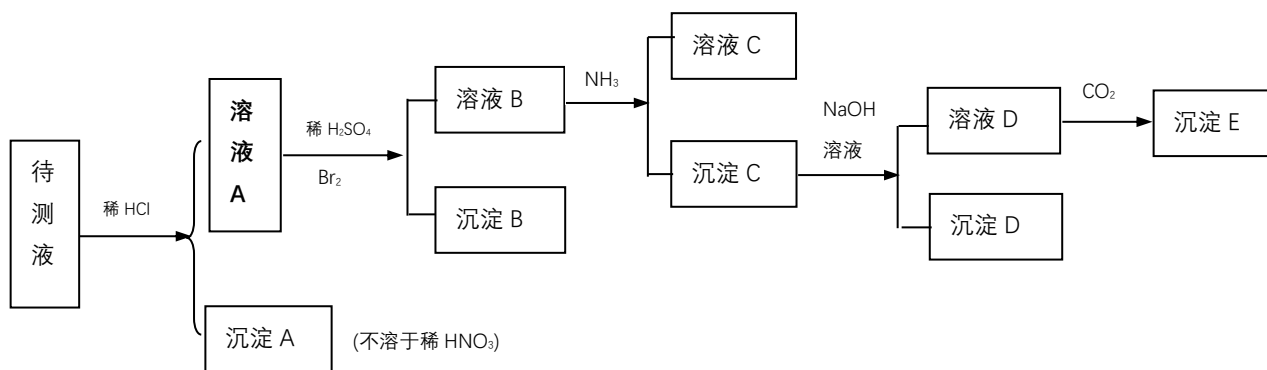 待
测
液
稀 HCl
溶
液
A
沉淀 A
(不溶于稀 HNO₃)
稀 H₂SO₄
Br₂
溶液 B
沉淀 B
NH₃
溶液 C
沉淀 C
NaOH
溶液
溶液 D
沉淀 D
CO₂
沉淀 E